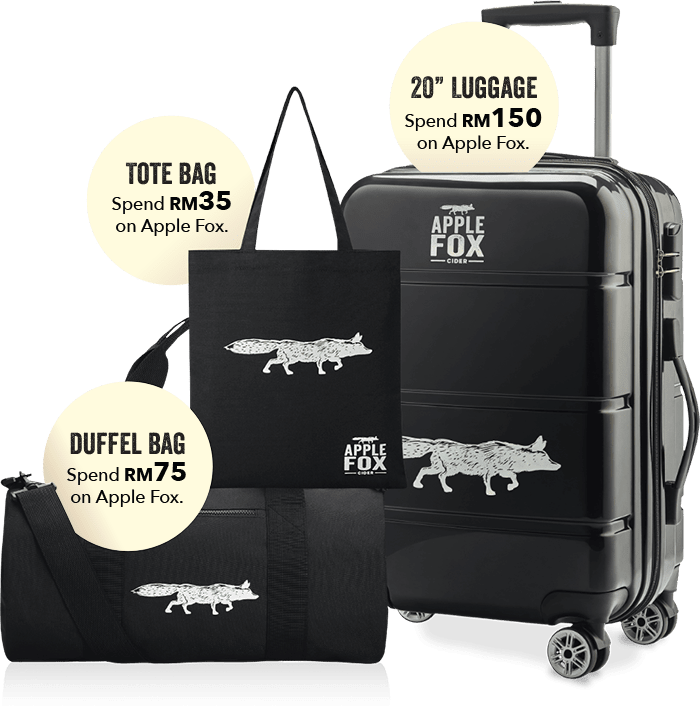 20” LUGGAGE
Spend RM150
on Apple Fox.
TOTE BAG
Spend RM35
on Apple Fox.
APPLE
FOX
CIDER
DUFFEL BAG
Spend RM75
on Apple Fox.
APPLE
FOX
CIDER